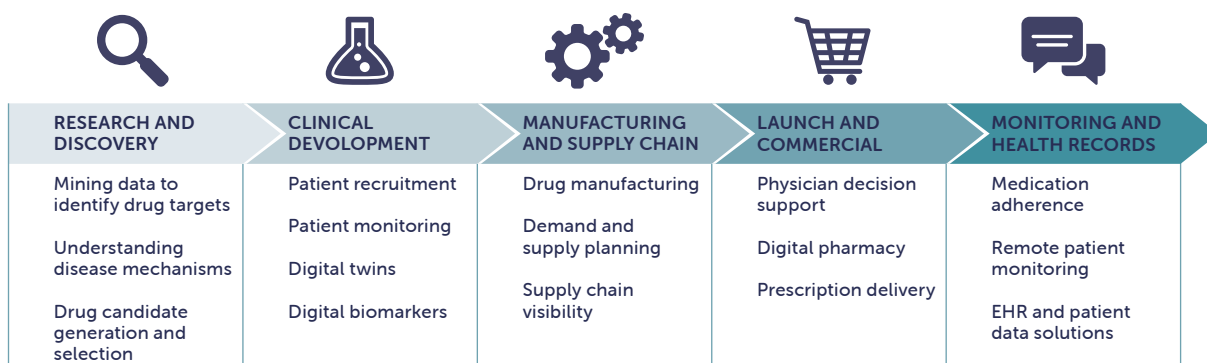 RESEARCH AND
DISCOVERY
Mining data to
identify drug targets
Understanding
disease mechanisms
Drug candidate
generation and
selection
CLINICAL
DEVOLOPMENT
Patient recruitment
Patient monitoring
Digital twins
Digital biomarkers
MANUFACTURING
AND SUPPLY CHAIN
Drug manufacturing
Demand and
supply planning
Supply chain
visibility
LAUNCH AND
COMMERCIAL
Physician decision
support
Digital pharmacy
Prescription delivery
MONITORING AND
HEALTH RECORDS
Medication
adherence
Remote patient
monitoring
EHR and patient
data solutions